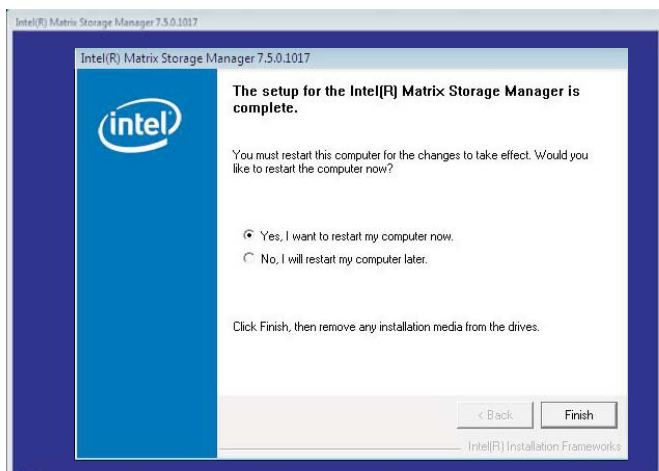 Intel(R) Matrix Storage Manager 7.5.0.1017
Intel(R) Matrix Storage Manager 7.5.0.1017
intel
The setup for the Intel(R) Matrix Storage Manager is
complete.
You must restart this computer for the changes to take effect. Would you
like to restart the computer now?
Yes, I want to restart my computer now.
No, I will restart my computer later.
Click Finish, then remove any installation media from the drives.
< Back
Finish
Intel(R) Installation Frameworks